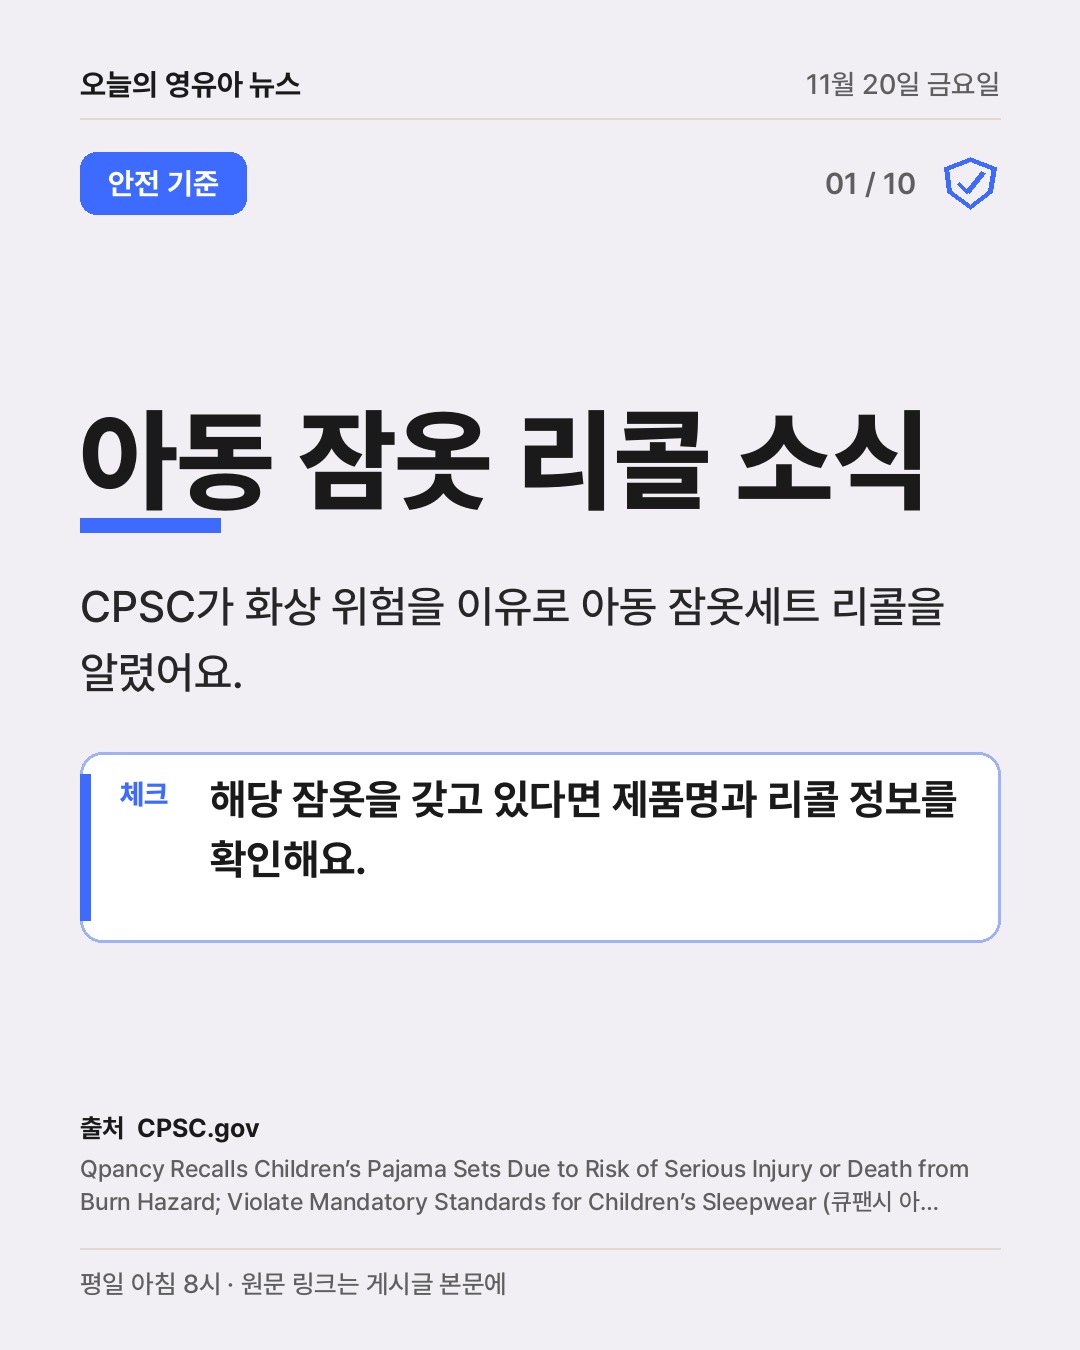 오늘의 영유아 뉴스
11월 20일 금요일
안전 기준
01 / 10
아동 잠옷 리콜 소식
CPSC가 화상 위험을 이유로 아동 잠옷세트 리콜을
알렸어요.
체크
해당 잠옷을 갖고 있다면 제품명과 리콜 정보를
확인해요.
출처 CPSC.gov
Qpancy Recalls Children’s Pajama Sets Due to Risk of Serious Injury or Death from
Burn Hazard; Violate Mandatory Standards for Children’s Sleepwear (큐팬시 아...
평일 아침 8시 · 원문 링크는 게시글 본문에